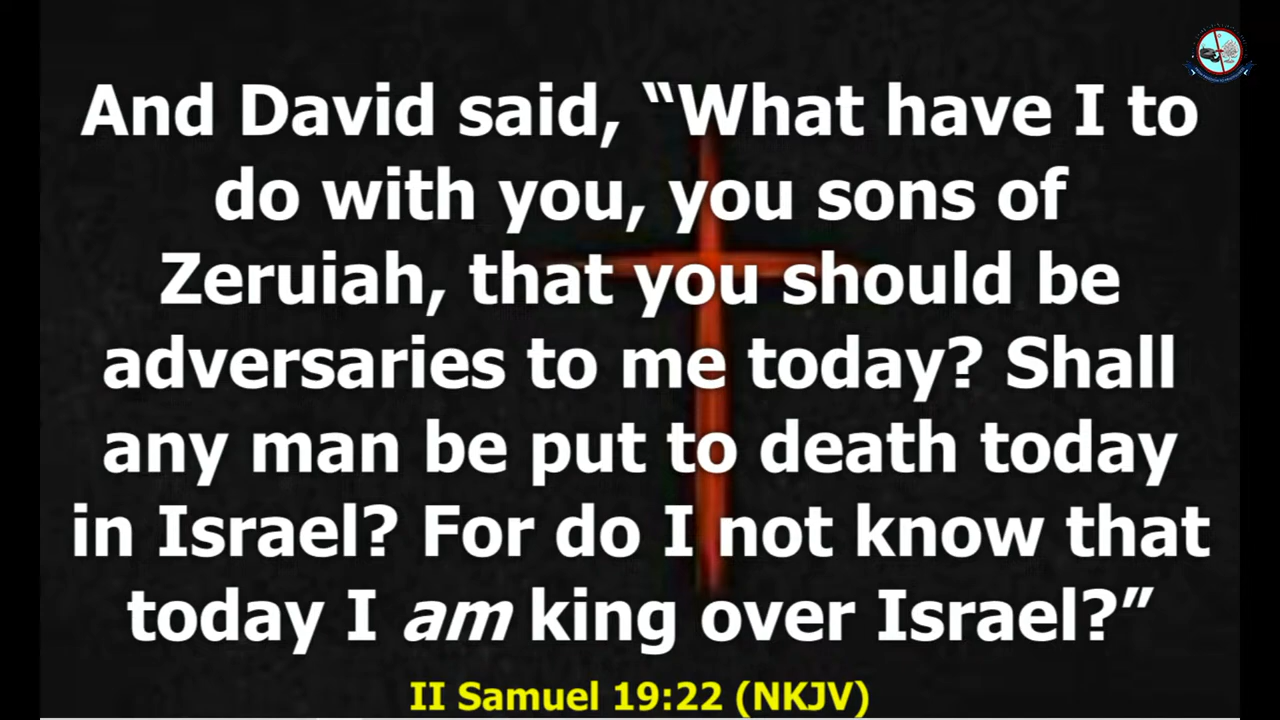 And David said, “What have I to
do with you, you sons of
Zeruiah, that you should be
adversaries to me today? Shall
any man be put to death today
in Israel? For do I not know that
today I am king over Israel?”
II Samuel 19:22 (NKJV)